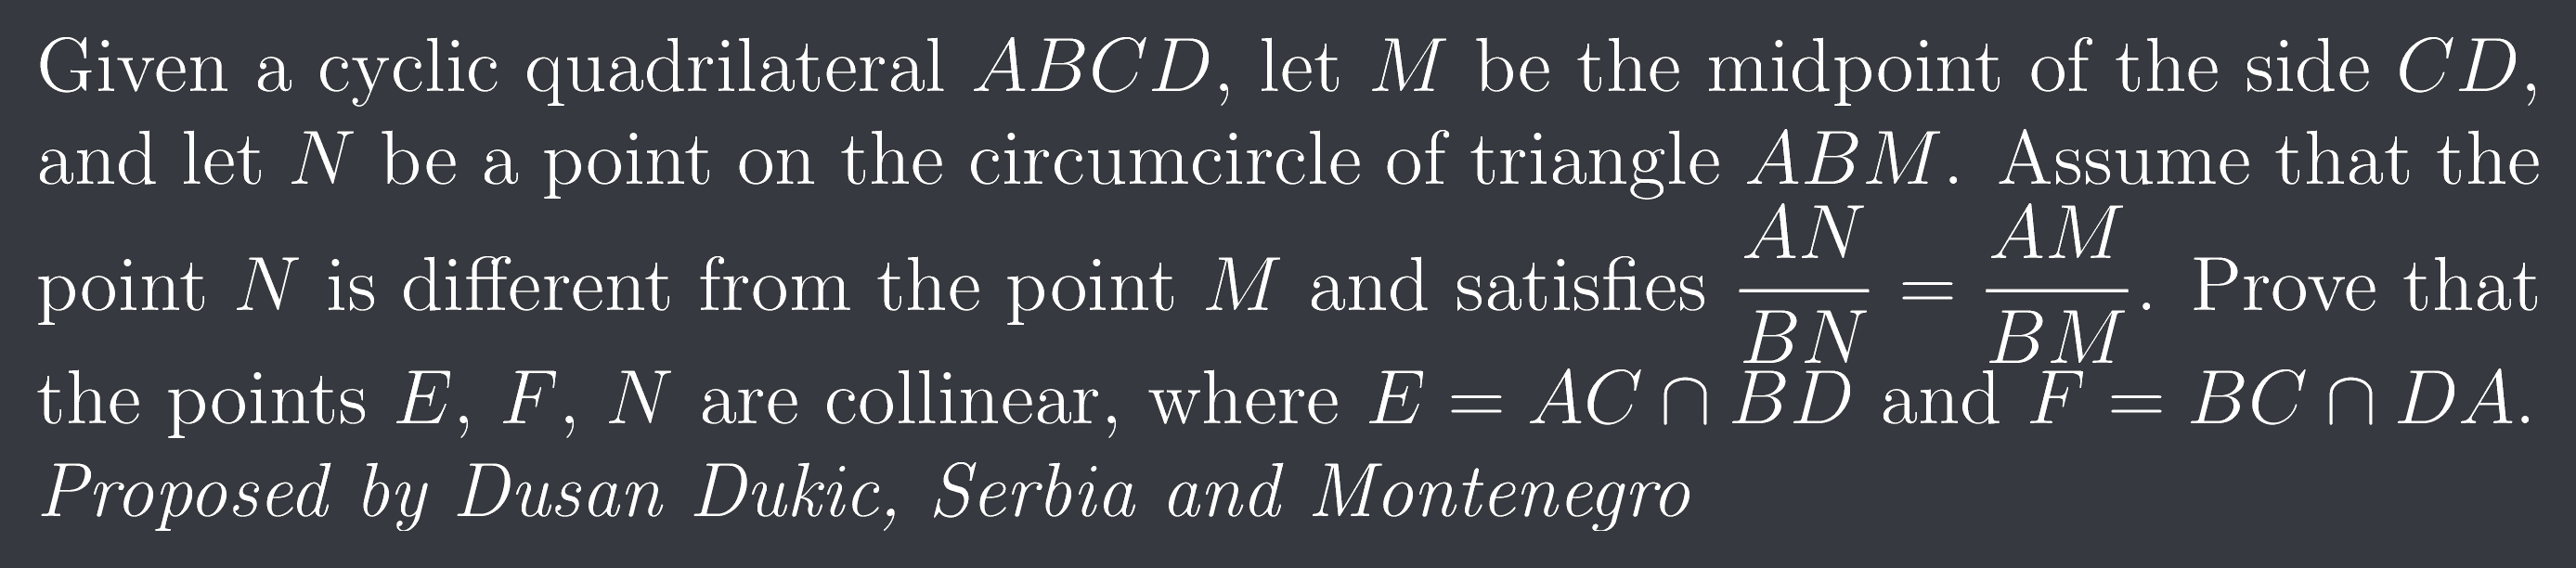 Given a cyclic quadrilateral $ABCD$, let $M$ be the midpoint of the side $CD$,
and let $N$ be a point on the circumcircle of triangle $ABM$. Assume that the
point $N$ is different from the point $M$ and satisfies $\dfrac{AN}{BN} = \dfrac{AM}{BM}$. Prove that
the points $E$, $F$, $N$ are collinear, where $E = AC \cap BD$ and $F = BC \cap DA$.
Proposed by Dusan Dukic, Serbia and Montenegro